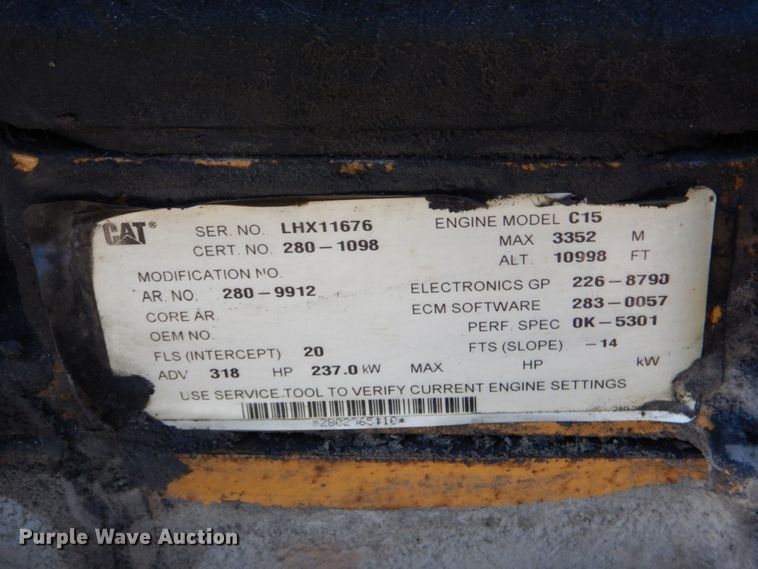 CAT®
SER. NO. LHX11676
ENGINE MODEL C15
CERT. NO. 280-1098
MAX 3352 M
ALT. 10998 FT
MODIFICATION NO.
AR. NO. 280-9912
ELECTRONICS GP 226-8790
CORE AR.
ECM SOFTWARE 283-0057
OEM NO.
PERF. SPEC 0K-5301
FLS (INTERCEPT) 20
FTS (SLOPE) -14
ADV 318 HP 237.0 kW MAX HP kW
USE SERVICE TOOL TO VERIFY CURRENT ENGINE SETTINGS
Purple Wave Auction